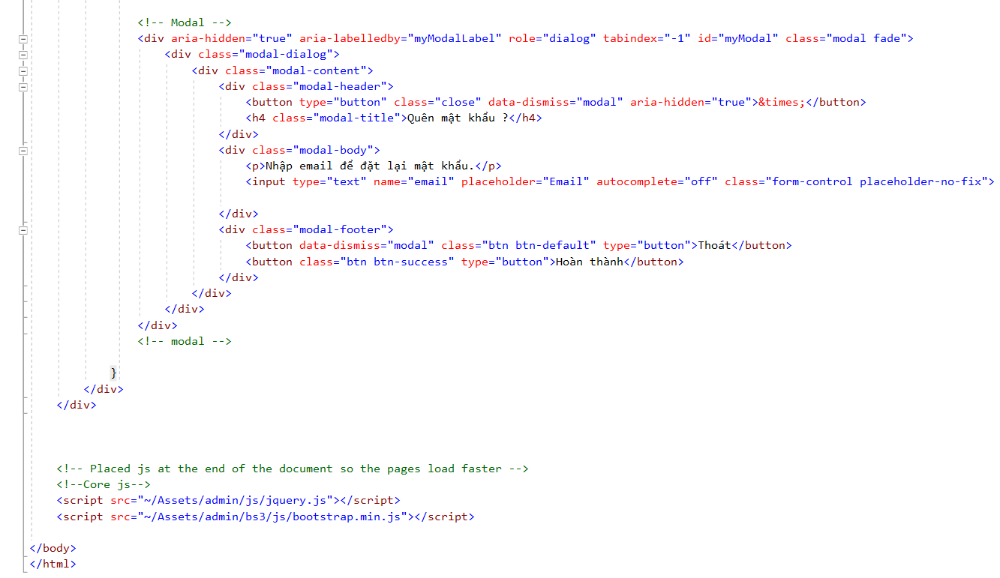 <!-- Modal -->
<div aria-hidden="true" aria-labelledby="myModalLabel" role="dialog" tabindex="-1" id="myModal" class="modal fade">
<div class="modal-dialog">
<div class="modal-content">
<div class="modal-header">
<button type="button" class="close" data-dismiss="modal" aria-hidden="true">&times;</button>
<h4 class="modal-title">Quên mật khẩu ?</h4>
</div>
<div class="modal-body">
<p>Nhập email để đặt lại mật khẩu.</p>
<input type="text" name="email" placeholder="Email" autocomplete="off" class="form-control placeholder-no-fix">
</div>
<div class="modal-footer">
<button data-dismiss="modal" class="btn btn-default" type="button">Thoát</button>
<button class="btn btn-success" type="button">Hoàn thành</button>
</div>
</div>
</div>
</div>
<!-- modal -->
}
</div>
</div>
<!-- Placed js at the end of the document so the pages load faster -->
<!--Core js-->
<script src="~/Assets/admin/js/jquery.js"></script>
<script src="~/Assets/admin/bs3/js/bootstrap.min.js"></script>
</body>
</html>